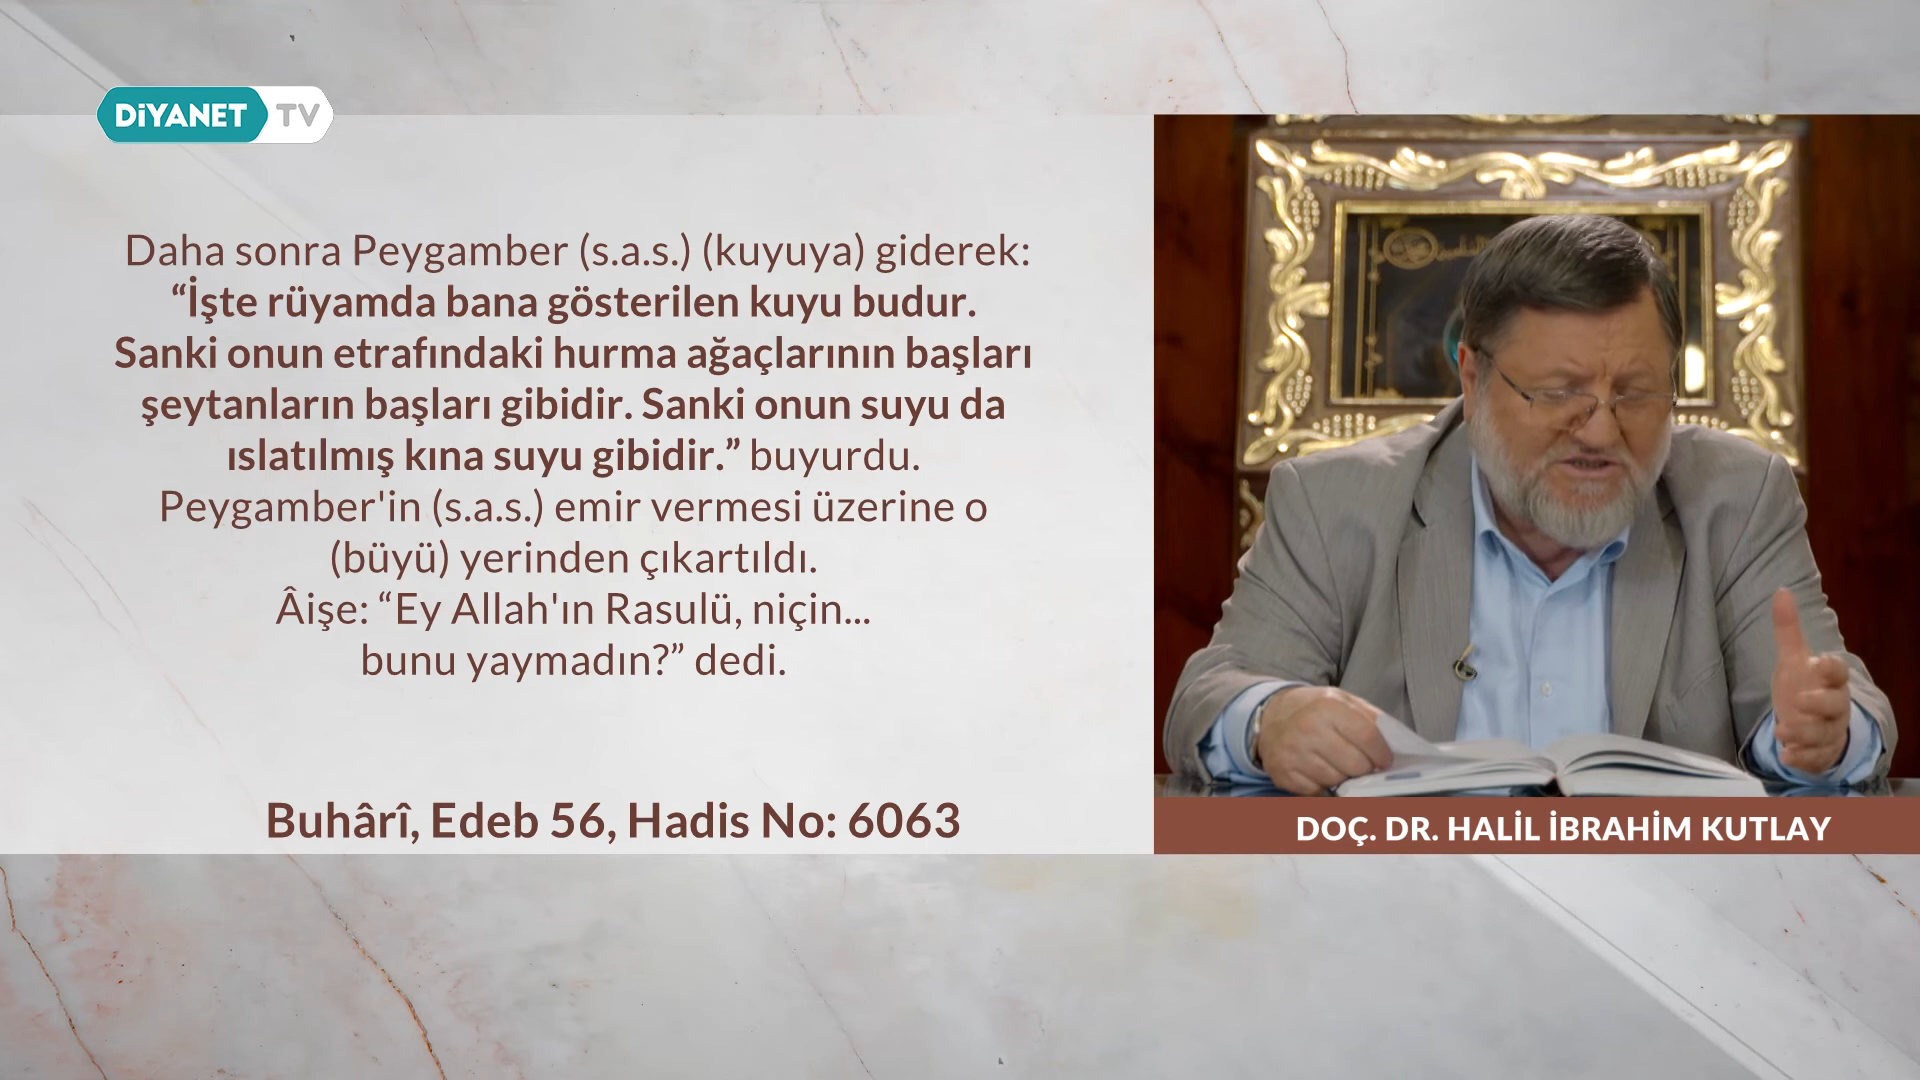 DİYANET TV
Daha sonra Peygamber (s.a.s.) (kuyuya) giderek:
“İşte rüyamda bana gösterilen kuyu budur.
Sanki onun etrafındaki hurma ağaçlarının başları
şeytanların başları gibidir. Sanki onun suyu da
ıslatılmış kına suyu gibidir.” buyurdu.
Peygamber'in (s.a.s.) emir vermesi üzerine o
(büyü) yerinden çıkartıldı.
Âişe: “Ey Allah'ın Rasulü, niçin...
bunu yaymadın?” dedi.
Buhârî, Edeb 56, Hadis No: 6063
DOÇ. DR. HALİL İBRAHİM KUTLAY